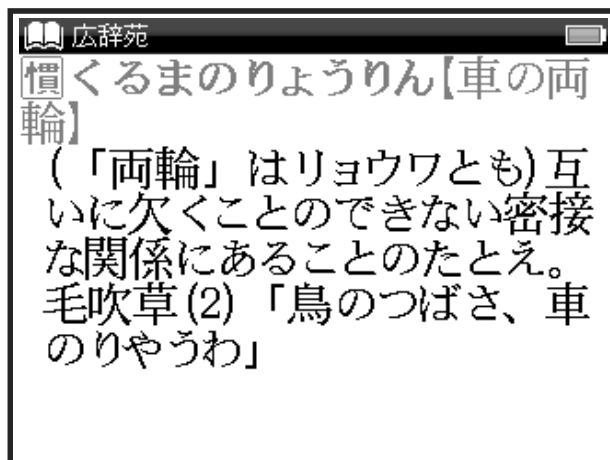 広辞苑
慣くるまのりょうりん【車の両
輪】
(「両輪」はリョウワとも)互
いに欠くことのできない密接
な関係にあることのたとえ。
毛吹草(2)「鳥のつばさ、車
のりやうわ」